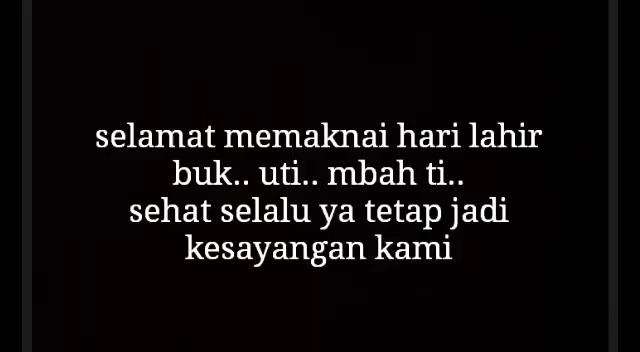 selamat memaknai hari lahir
buk.. uti.. mbah ti..
sehat selalu ya tetap jadi
kesayangan kami